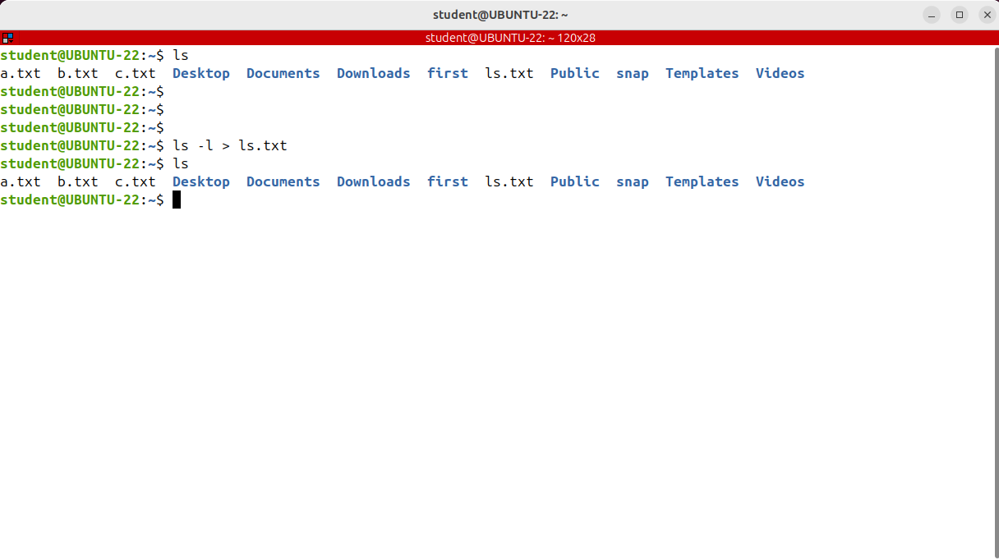 student@UBUNTU-22: ~
student@UBUNTU-22: ~ 120x28
student@UBUNTU-22:~$ ls
a.txt  b.txt  c.txt  Desktop  Documents  Downloads  first  ls.txt  Public  snap  Templates  Videos
student@UBUNTU-22:~$
student@UBUNTU-22:~$
student@UBUNTU-22:~$
student@UBUNTU-22:~$ ls -l > ls.txt
student@UBUNTU-22:~$ ls
a.txt  b.txt  c.txt  Desktop  Documents  Downloads  first  ls.txt  Public  snap  Templates  Videos
student@UBUNTU-22:~$